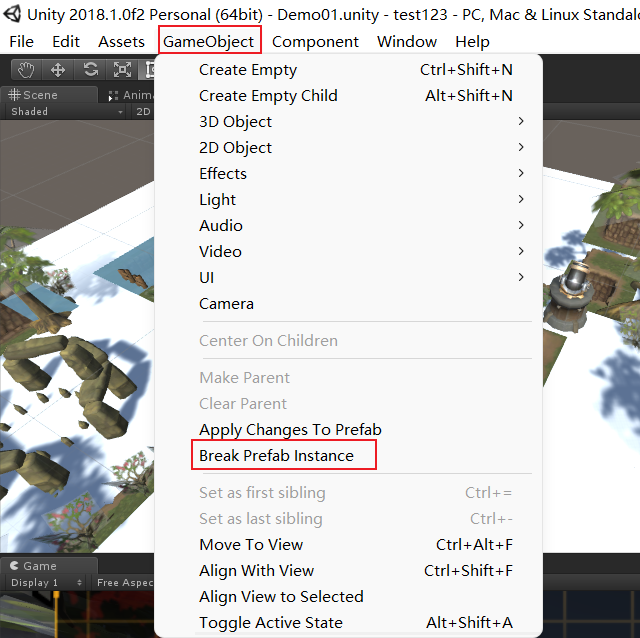 Unity 2018.1.0f2 Personal (64bit) - Demo01.unity - test123 - PC, Mac & Linux Standalo
File Edit Assets GameObject Component Window Help
Create Empty Ctrl+Shift+N
Scene Anima
Create Empty Child Alt+Shift+N
Shaded 2D
3D Object
2D Object
Effects
Light
Audio
Video
UI
Camera
Center On Children
Make Parent
Clear Parent
Apply Changes To Prefab
Break Prefab Instance
Set as first sibling Ctrl+=
Set as last sibling Ctrl+-
Move To View Ctrl+Alt+F
Game
Align With View Ctrl+Shift+F
Display 1 Free Aspec
Align View to Selected
Toggle Active State Alt+Shift+A